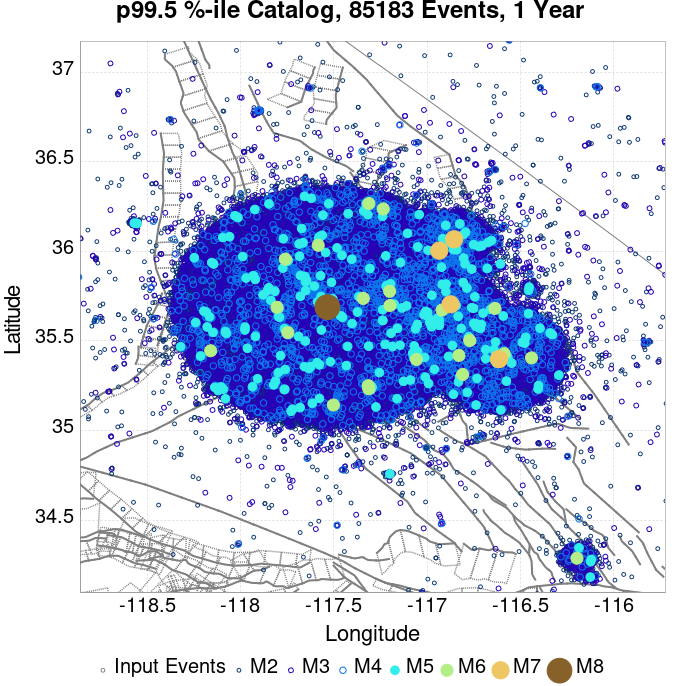 p99.5 %-ile Catalog, 85183 Events, 1 Year
37
36.5
36
35.5
35
34.5
Latitude
-118.5 -118 -117.5 -117 -116.5 -116
Longitude
Input Events M2 M3 M4 M5 M6 M7 M8